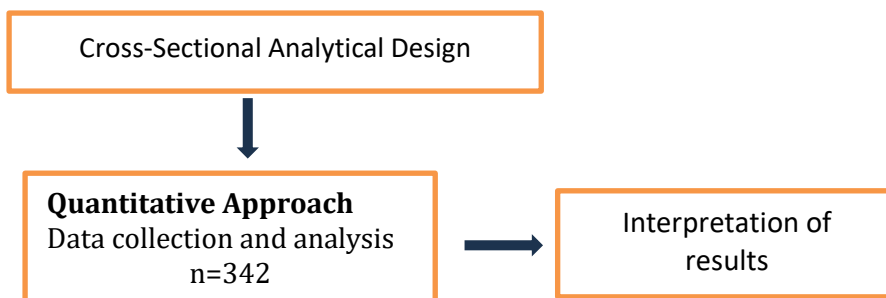 Cross-Sectional Analytical Design
Quantitative Approach
Data collection and analysis
n=342
Interpretation of
results